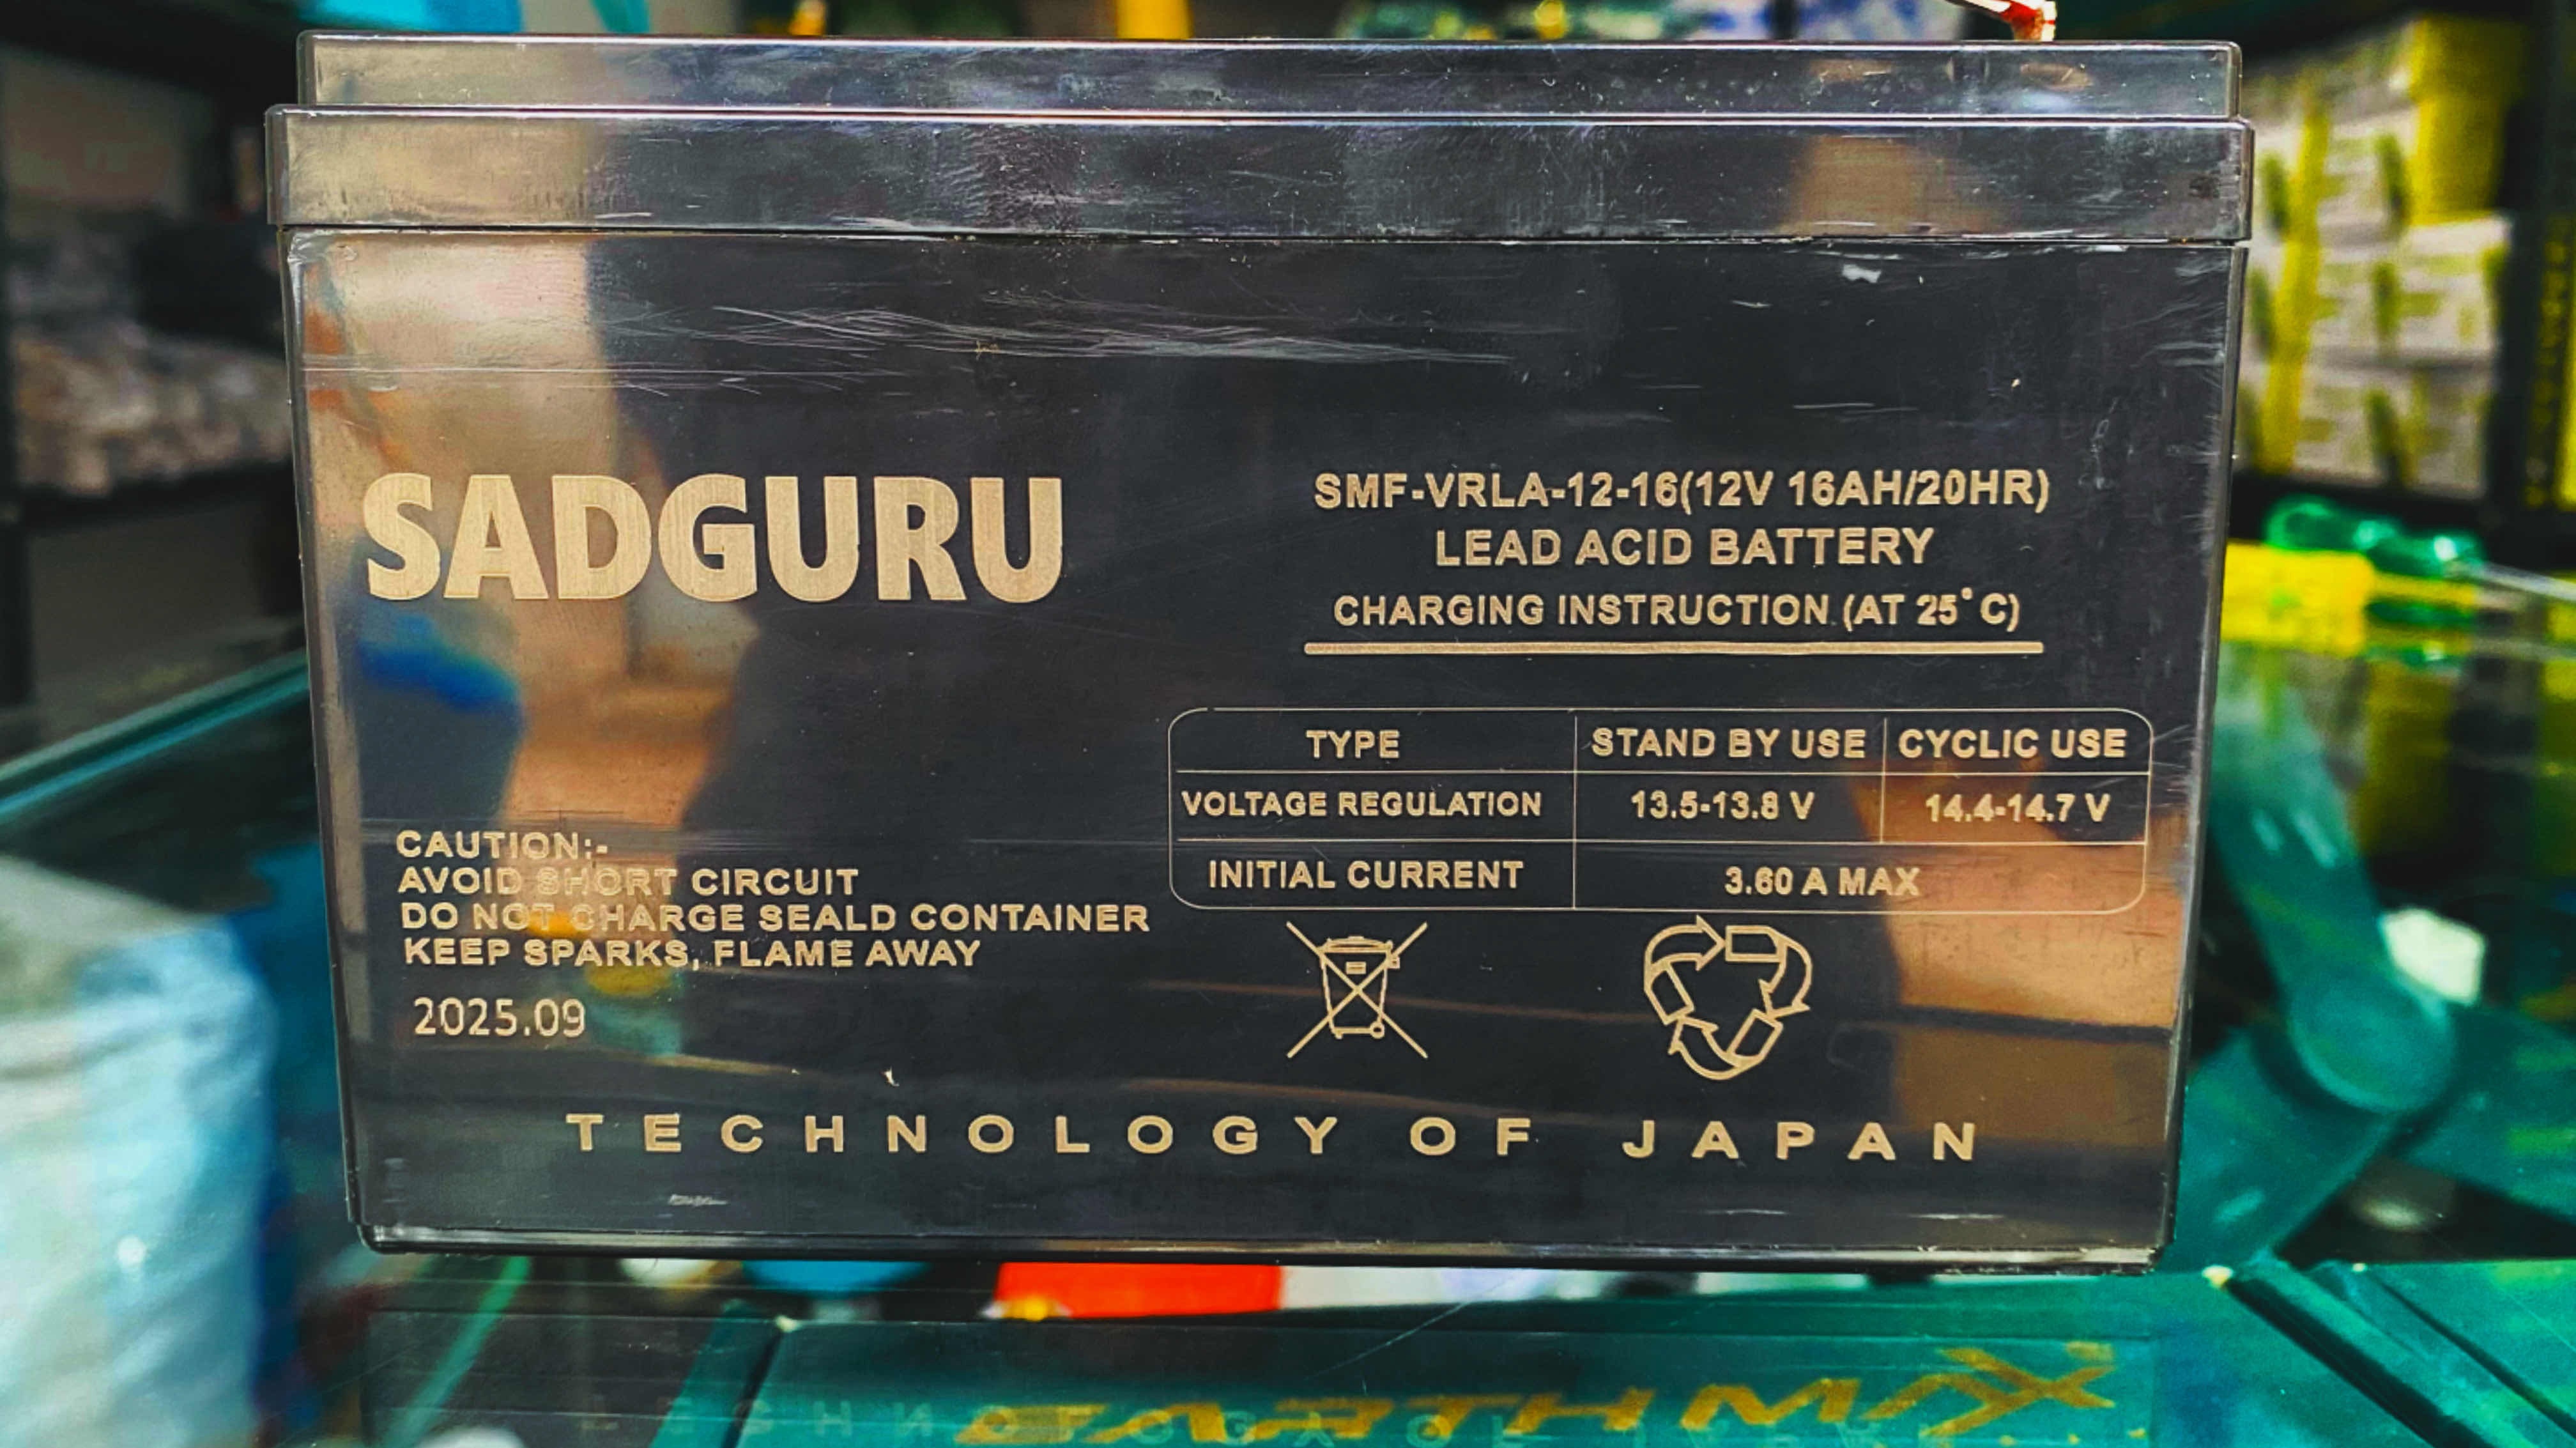 SADGURU
SMF-VRLA-12-16(12V 16AH/20HR)
LEAD ACID BATTERY
CHARGING INSTRUCTION (AT 25°C)
TYPE STAND BY USE CYCLIC USE
VOLTAGE REGULATION 13.5-13.8 V 14.4-14.7 V
INITIAL CURRENT 3.60 A MAX
CAUTION:-
AVOID SHORT CIRCUIT
DO NOT CHARGE SEALD CONTAINER
KEEP SPARKS, FLAME AWAY
2025.09
TECHNOLOGY OF JAPAN
EARTHMAX